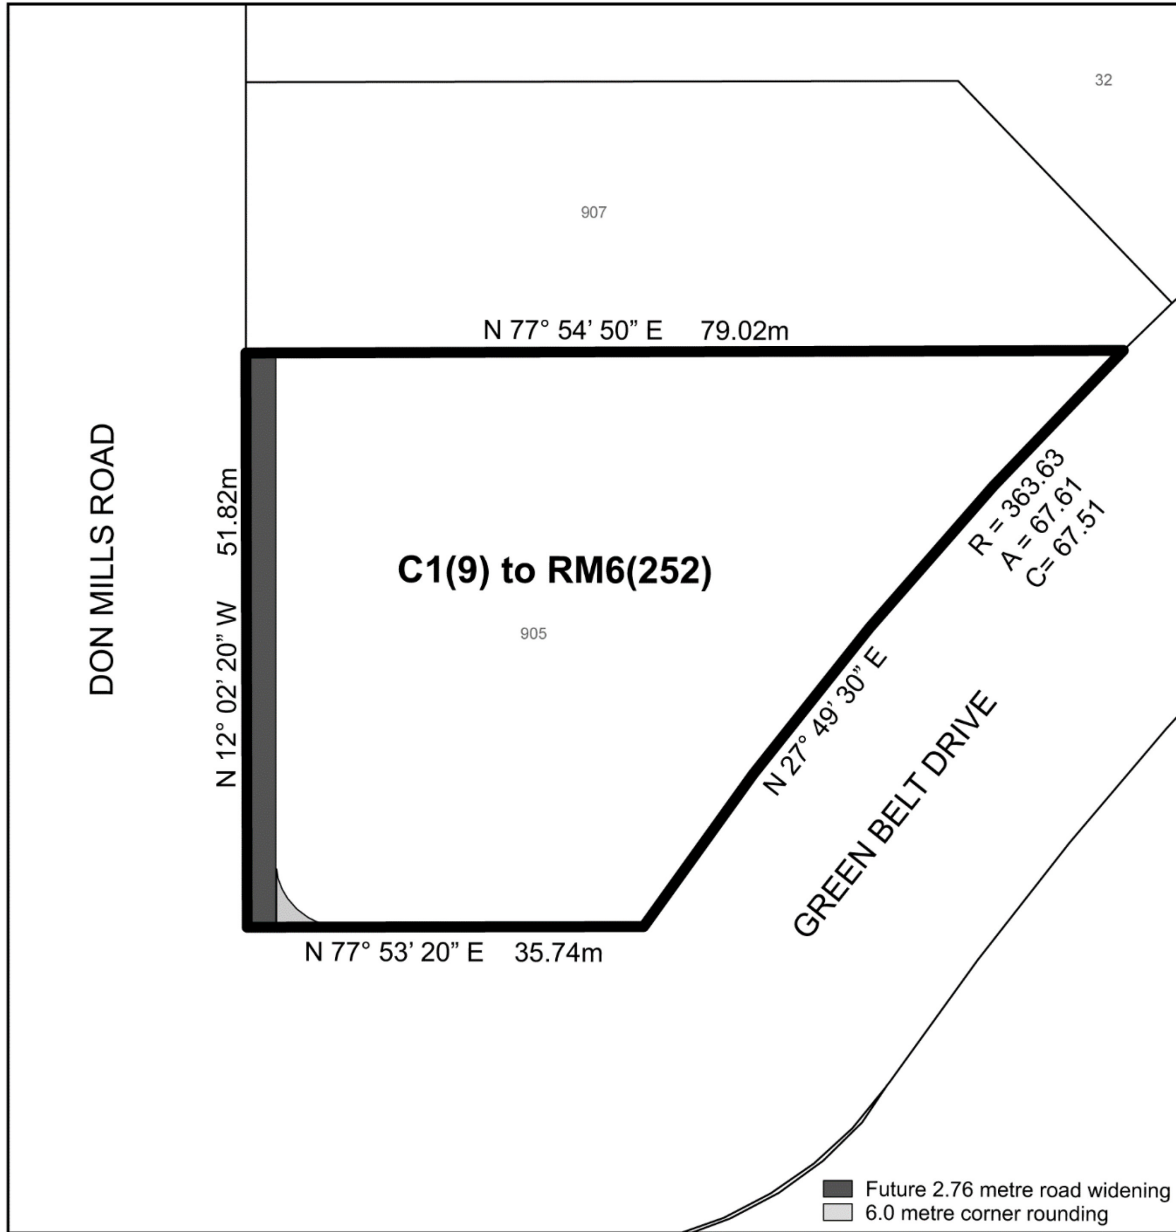 32
907
N 77° 54’ 50” E 79.02m
DON MILLS ROAD
N 12° 02’ 20” W 51.82m
C1(9) to RM6(252)
905
R = 363.63
A = 67.61
C= 67.51
N 27° 49’ 30” E
GREEN BELT DRIVE
N 77° 53’ 20” E 35.74m
Future 2.76 metre road widening
6.0 metre corner rounding